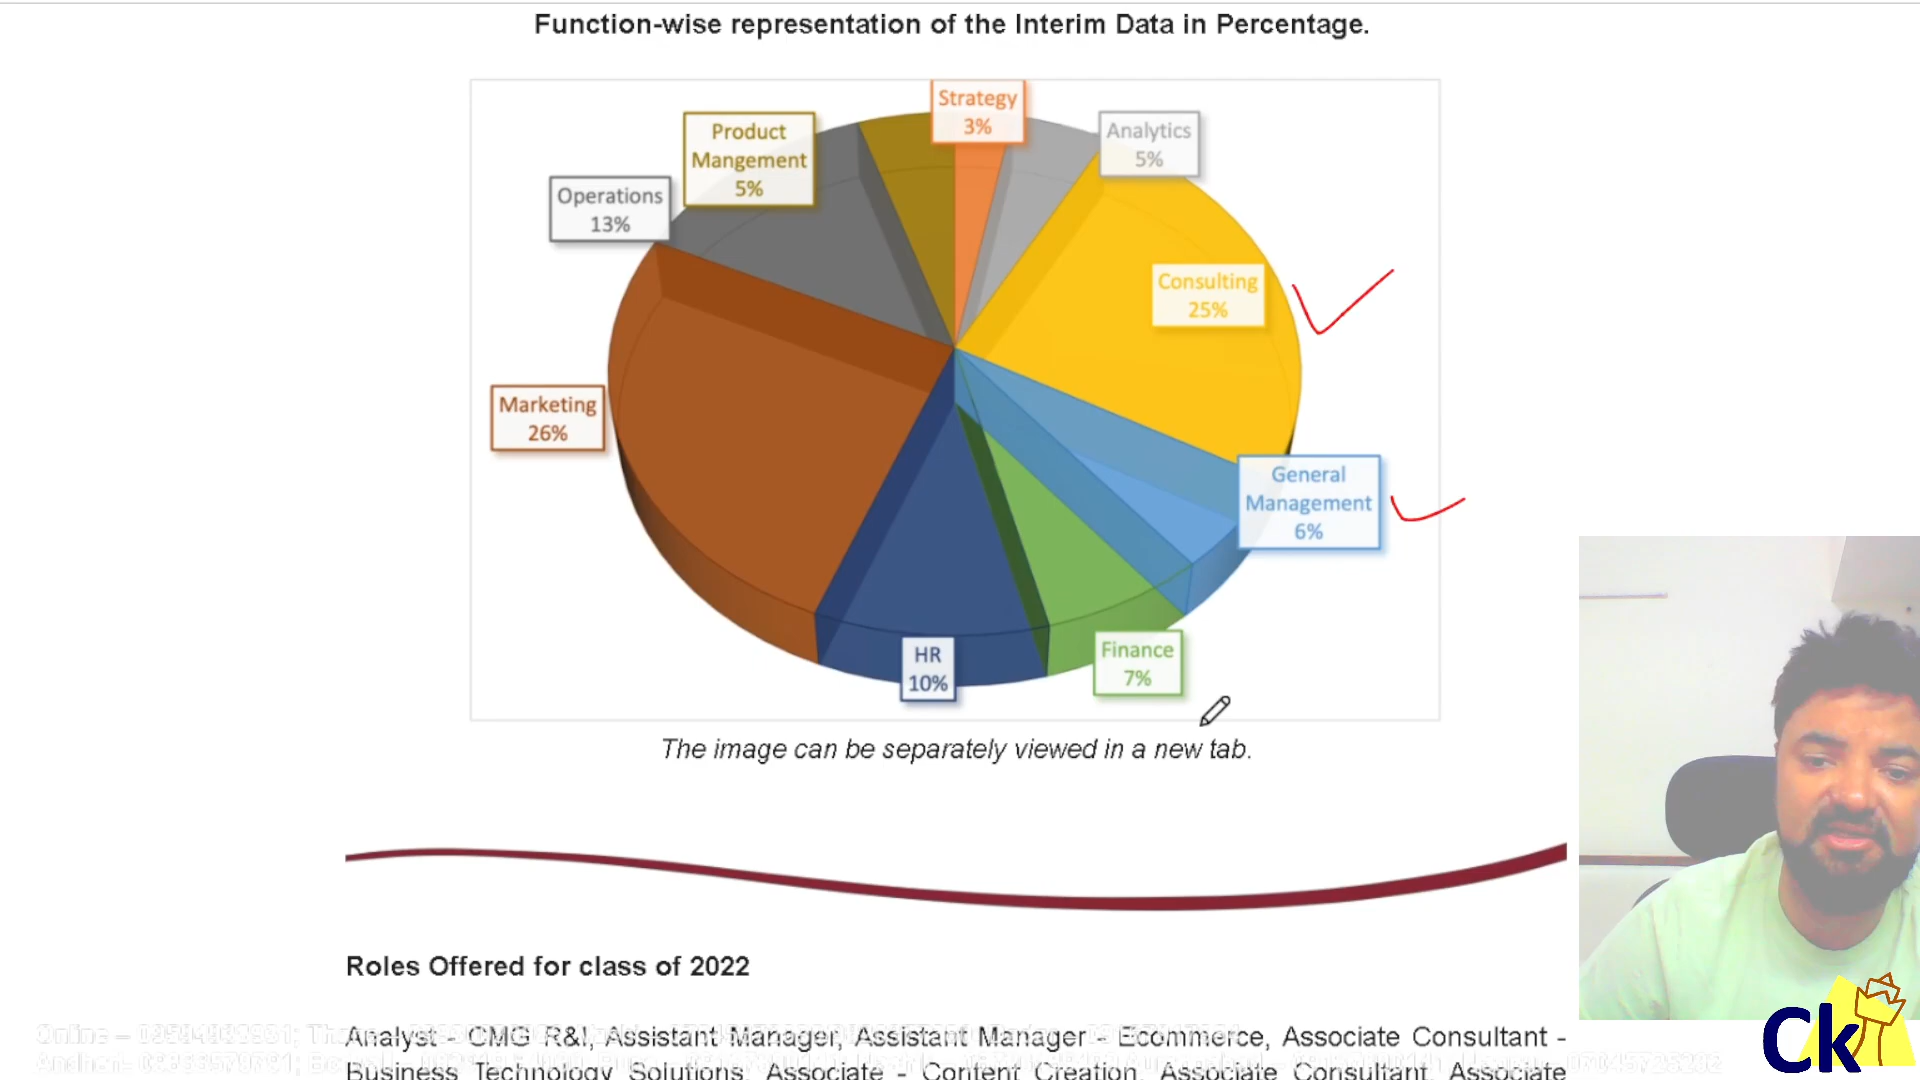 Function-wise representation of the Interim Data in Percentage.
Strategy
3%
Analytics
5%
Product
Mangement
5%
Operations
13%
Consulting
25%
Marketing
26%
General
Management
6%
HR
10%
Finance
7%
The image can be separately viewed in a new tab.
Roles Offered for class of 2022
Analyst - CMG R&I, Assistant Manager, Assistant Manager - Ecommerce, Associate Consultant -
Business Technology Solutions, Associate - Content Creation, Associate Consultant, Associate
Online –
Andheri
Ck